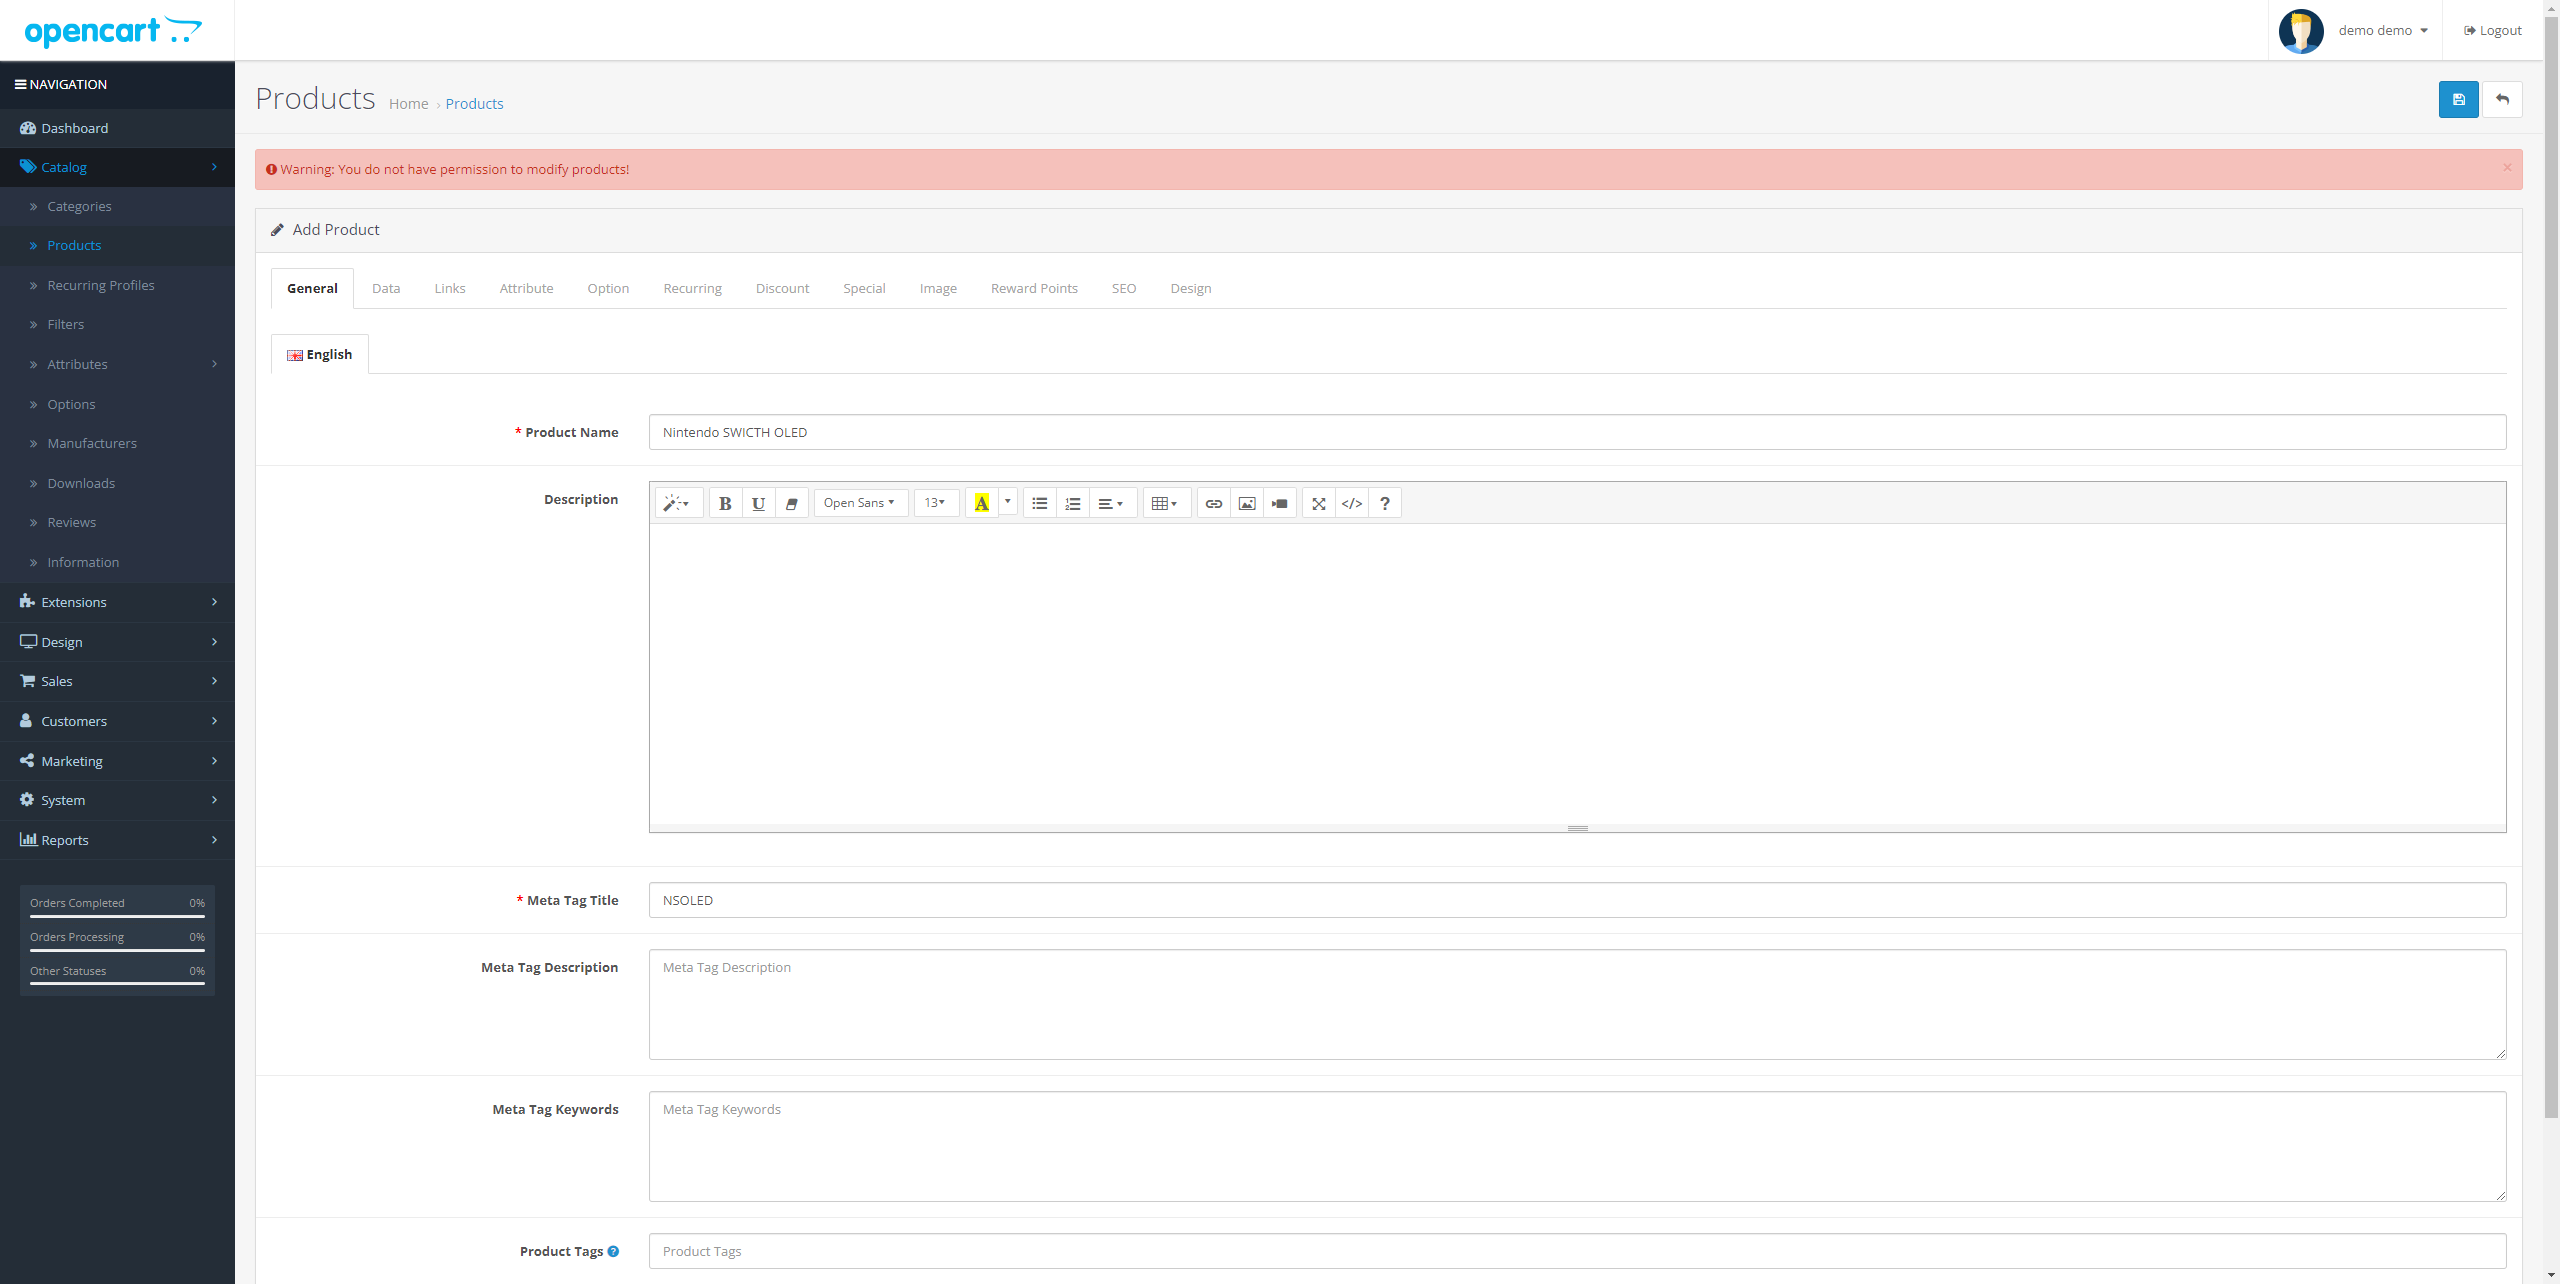 opencart
demo demo
Logout
NAVIGATION
Dashboard
Catalog
Categories
Products
Recurring Profiles
Filters
Attributes
Options
Manufacturers
Downloads
Reviews
Information
Extensions
Design
Sales
Customers
Marketing
System
Reports
Orders Completed 0%
Orders Processing 0%
Other Statuses 0%
Products Home › Products
Warning: You do not have permission to modify products! ×
Add Product
General Data Links Attribute Option Recurring Discount Special Image Reward Points SEO Design
English
* Product Name Nintendo SWICTH OLED
Description
B U Open Sans 13 A </> ?
* Meta Tag Title NSOLED
Meta Tag Description Meta Tag Description
Meta Tag Keywords Meta Tag Keywords
Product Tags ? Product Tags